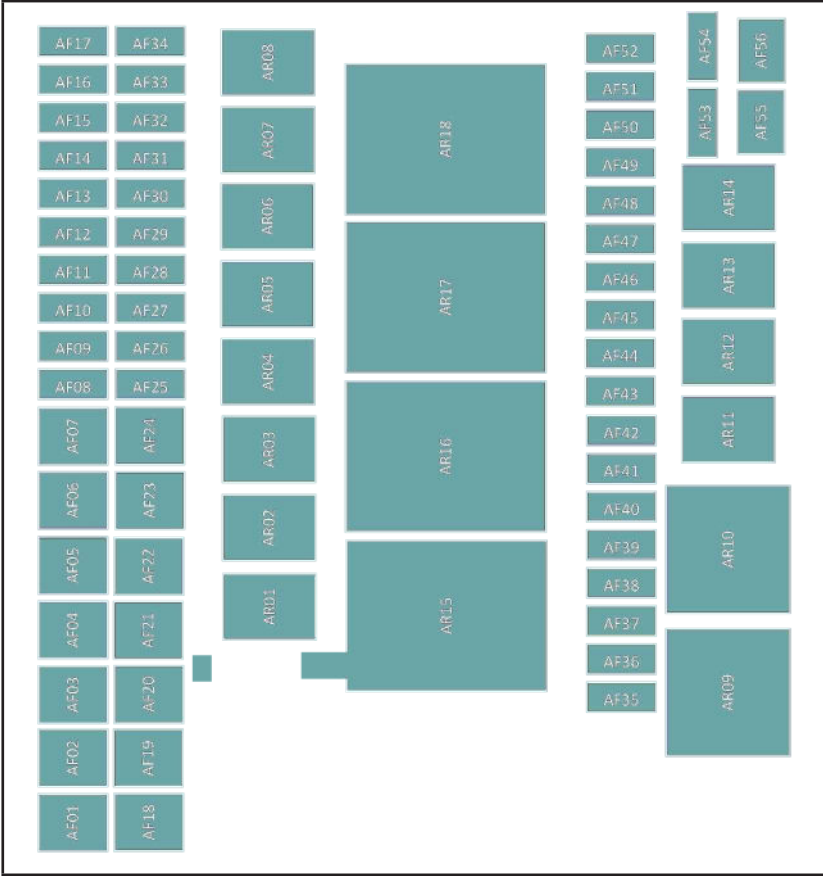 AF17 AF34
AF16 AF33
AF15 AF32
AF14 AF31
AF13 AF30
AF12 AF29
AF11 AF28
AF10 AF27
AF09 AF26
AF08 AF25
AF07 AF24
AF06 AF23
AF05 AF22
AF04 AF21
AF03 AF20
AF02 AF19
AF01 AF18
AR08
AR07
AR06
AR05
AR04
AR03
AR02
AR01
AR18
AR17
AR16
AR15
AF52
AF51
AF50
AF49
AF48
AF47
AF46
AF45
AF44
AF43
AF42
AF41
AF40
AF39
AF38
AF37
AF36
AF35
AF54 AF56
AF53 AF55
AR14
AR13
AR12
AR11
AR10
AR09